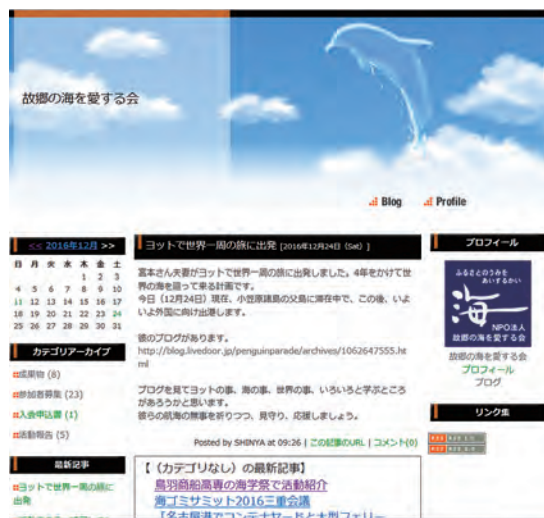 故郷の海を愛する会
Blog
Profile
<< 2016年12月 >>
日 月 火 水 木 金 土
1 2 3
4 5 6 7 8 9 10
11 12 13 14 15 16 17
18 19 20 21 22 23 24
25 26 27 28 29 30 31
カテゴリアーカイブ
成果物 (8)
参加者募集 (23)
入会申込書 (1)
活動報告 (5)
最新記事
ヨットで世界一周の旅に
出発
ヨットで世界一周の旅に出発 [2016年12月24日 (Sat) ]
宮本さん夫妻がヨットで世界一周の旅に出発しました。4年をかけて世
界の海を廻って来る計画です。
今日（12月24日）現在、小笠原諸島の父島に滞在中で、この後、いよ
いよ外国に向け出港します。
彼のブログがあります。
http://blog.livedoor.jp/penguinparade/archives/1062647555.ht
ml
ブログを見てヨットの事、海の事、世界の事、いろいろと学ぶところ
があろうかと思います。
彼らの航海の無事を祈りつつ、見守り、応援しましょう。
Posted by SHINYA at 09:26 | この記事のURL | コメント(0)
【（カテゴリなし）の最新記事】
鳥羽商船高専の海学祭で活動紹介
海ゴミサミット2016三重会議
「名古屋港でコンテナヤードと大型フェリー
プロフィール
ふるさとのうみを
あいするかい
海
NPO法人
故郷の海を愛する会
故郷の海を愛する会
プロフィール
ブログ
リンク集